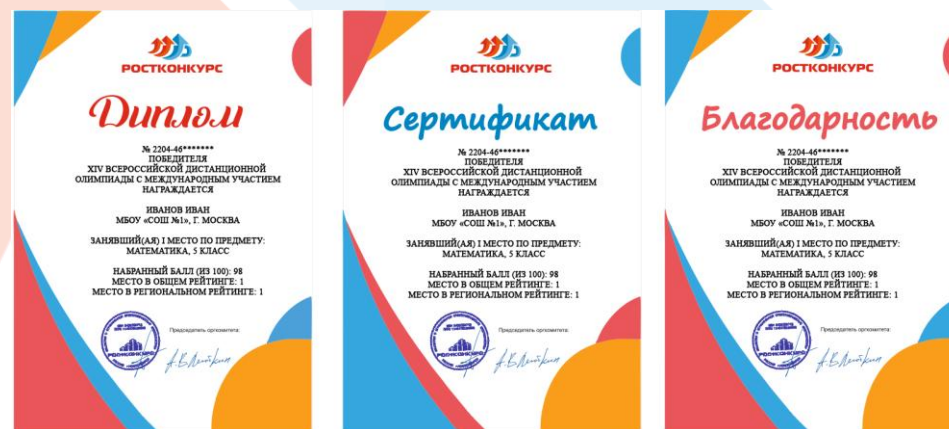 РОСТКОНКУРС
Диплом
№ 2204-46*******
ПОБЕДИТЕЛЯ
XIV ВСЕРОССИЙСКОЙ ДИСТАНЦИОННОЙ
ОЛИМПИАДЫ С МЕЖДУНАРОДНЫМ УЧАСТИЕМ
НАГРАЖДАЕТСЯ
ИВАНОВ ИВАН
МБОУ «СОШ №1», Г. МОСКВА
ЗАНЯВШИЙ(АЯ) I МЕСТО ПО ПРЕДМЕТУ:
МАТЕМАТИКА, 5 КЛАСС
НАБРАННЫЙ БАЛЛ (ИЗ 100): 98
МЕСТО В ОБЩЕМ РЕЙТИНГЕ: 1
МЕСТО В РЕГИОНАЛЬНОМ РЕЙТИНГЕ: 1
Председатель оргкомитета:
РОСТКОНКУРС
РОСТКОНКУРС
Сертификат
№ 2204-46*******
ПОБЕДИТЕЛЯ
XIV ВСЕРОССИЙСКОЙ ДИСТАНЦИОННОЙ
ОЛИМПИАДЫ С МЕЖДУНАРОДНЫМ УЧАСТИЕМ
НАГРАЖДАЕТСЯ
ИВАНОВ ИВАН
МБОУ «СОШ №1», Г. МОСКВА
ЗАНЯВШИЙ(АЯ) I МЕСТО ПО ПРЕДМЕТУ:
МАТЕМАТИКА, 5 КЛАСС
НАБРАННЫЙ БАЛЛ (ИЗ 100): 98
МЕСТО В ОБЩЕМ РЕЙТИНГЕ: 1
МЕСТО В РЕГИОНАЛЬНОМ РЕЙТИНГЕ: 1
Председатель оргкомитета:
РОСТКОНКУРС
РОСТКОНКУРС
Благодарность
№ 2204-46*******
ПОБЕДИТЕЛЯ
XIV ВСЕРОССИЙСКОЙ ДИСТАНЦИОННОЙ
ОЛИМПИАДЫ С МЕЖДУНАРОДНЫМ УЧАСТИЕМ
НАГРАЖДАЕТСЯ
ИВАНОВ ИВАН
МБОУ «СОШ №1», Г. МОСКВА
ЗАНЯВШИЙ(АЯ) I МЕСТО ПО ПРЕДМЕТУ:
МАТЕМАТИКА, 5 КЛАСС
НАБРАННЫЙ БАЛЛ (ИЗ 100): 98
МЕСТО В ОБЩЕМ РЕЙТИНГЕ: 1
МЕСТО В РЕГИОНАЛЬНОМ РЕЙТИНГЕ: 1
Председатель оргкомитета:
РОСТКОНКУРС